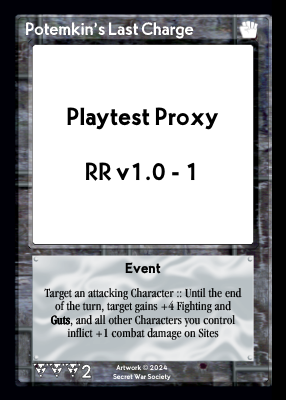 Potemkin's Last Charge
Playtest Proxy
RR v1.0 - 1
Event
Target an attacking Character :: Until the end
of the turn, target gains +4 Fighting and
Guts, and all other Characters you control
inflict +1 combat damage on Sites
2
Artwork © 2024
Secret War Society